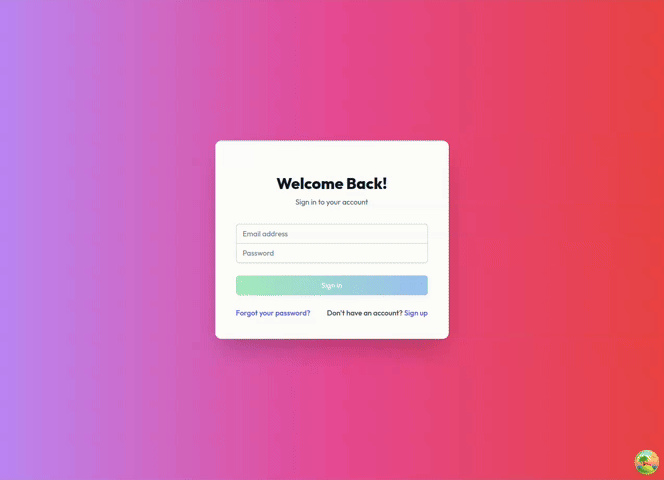 Welcome Back!
Sign in to your account
Email address
Password
Sign in
Forgot your password? Don't have an account? Sign up